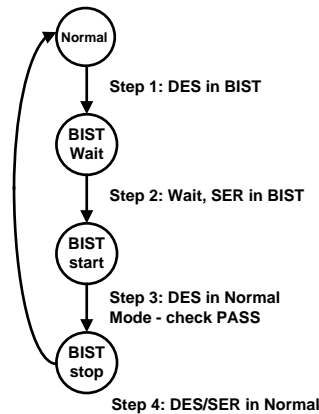 Normal
Step 1: DES in BIST
BIST
Wait
Step 2: Wait, SER in BIST
BIST
start
Step 3: DES in Normal
Mode - check PASS
BIST
stop
Step 4: DES/SER in Normal